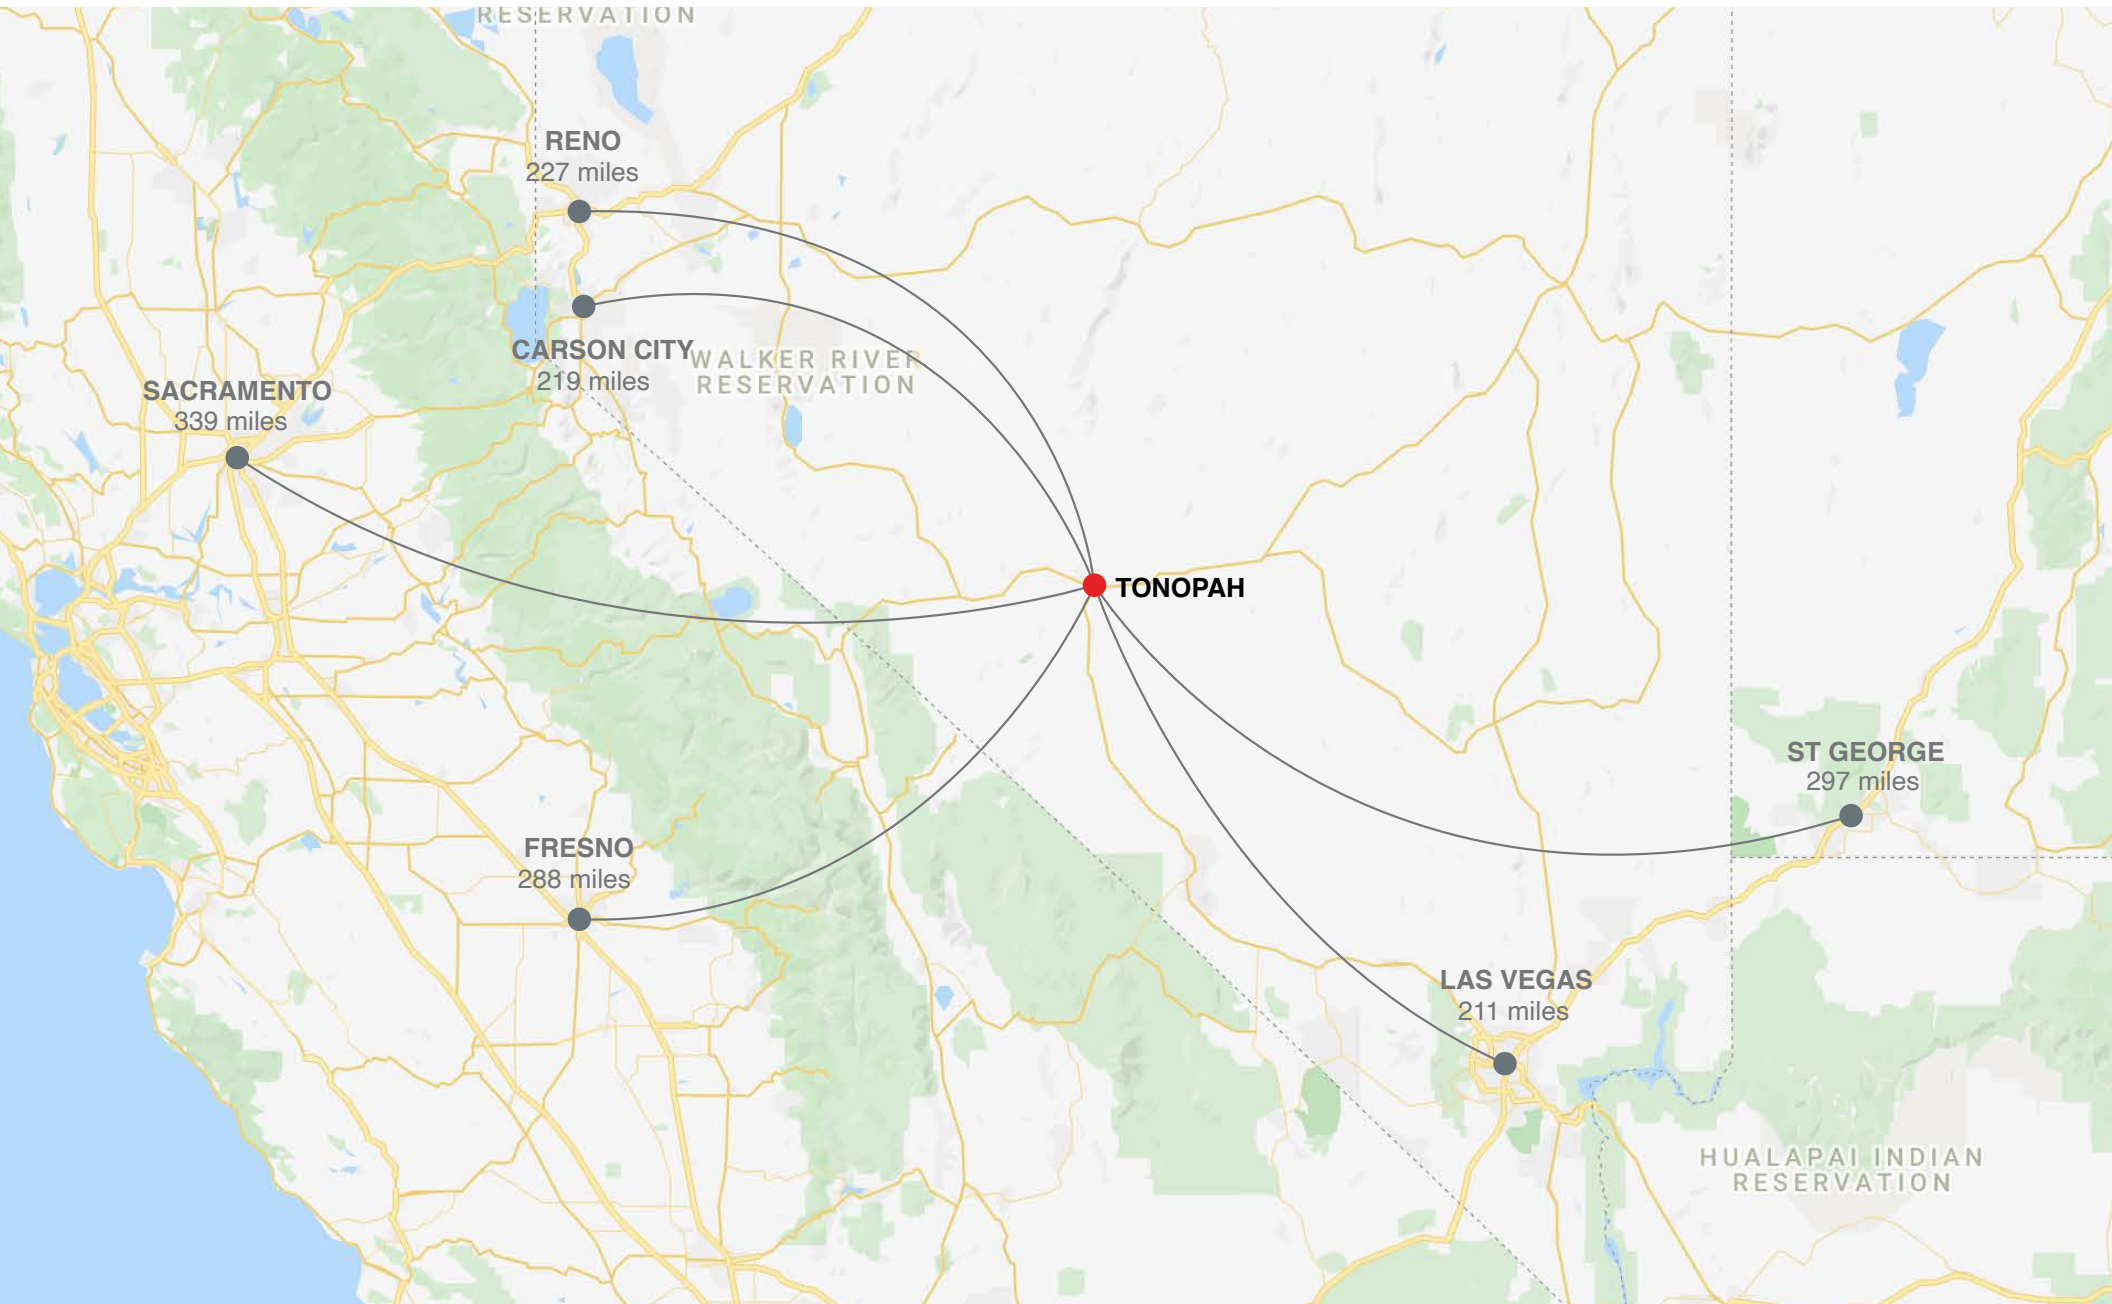 RESERVATION
RENO
227 miles
CARSON CITY
219 miles
WALKER RIVER
RESERVATION
SACRAMENTO
339 miles
TONOPAH
ST GEORGE
297 miles
FRESNO
288 miles
LAS VEGAS
211 miles
HUALAPAI INDIAN
RESERVATION